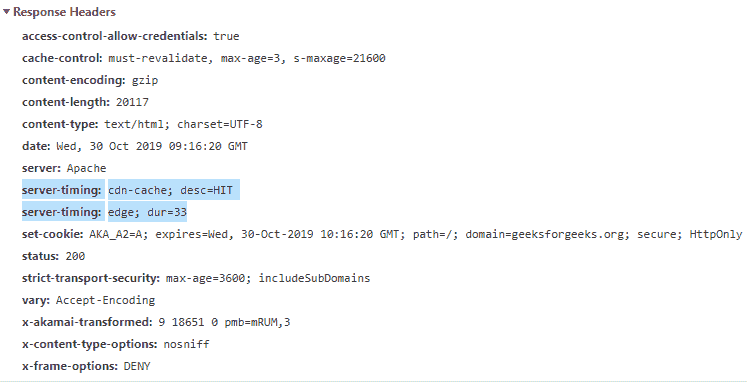 Response Headers
access-control-allow-credentials: true
cache-control: must-revalidate, max-age=3, s-maxage=21600
content-encoding: gzip
content-length: 20117
content-type: text/html; charset=UTF-8
date: Wed, 30 Oct 2019 09:16:20 GMT
server: Apache
server-timing: cdn-cache; desc=HIT
server-timing: edge; dur=33
set-cookie: AKA_A2=A; expires=Wed, 30-Oct-2019 10:16:20 GMT; path=/; domain=geeksforgeeks.org; secure; HttpOnly
status: 200
strict-transport-security: max-age=3600; includeSubDomains
vary: Accept-Encoding
x-akamai-transformed: 9 18651 0 pmb=mRUM,3
x-content-type-options: nosniff
x-frame-options: DENY